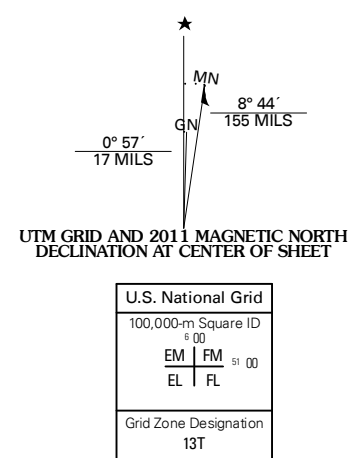 MN
8° 44´
155 MILS
GN
0° 57´
17 MILS
UTM GRID AND 2011 MAGNETIC NORTH
DECLINATION AT CENTER OF SHEET
U.S. National Grid
100,000-m Square ID
6 00
EM FM 51 00
EL FL
Grid Zone Designation
13T